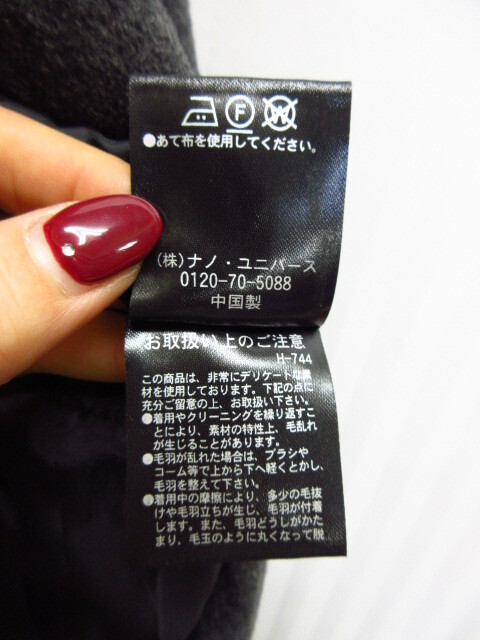 F W
●あて布を使用してください。
(株)ナノ・ユニバース
0120-70-5088
中国製
お取扱い上のご注意
H-744
この商品は、非常にデリケートな素
材を使用しております。下記の点に
充分ご留意の上、お取扱い下さい。
●着用やクリーニングを繰り返すこ
とにより、素材の特性上、毛乱れ
が生じることがあります。
●毛羽が乱れた場合は、ブラシや
コーム等で上から下へ軽くとかし、
毛羽を整えて下さい。
●着用中の摩擦により、多少の毛抜
けや毛羽立ちが生じ、毛羽が付着
します。また、毛羽どうしがかた
まり、毛玉のように丸くなって脱